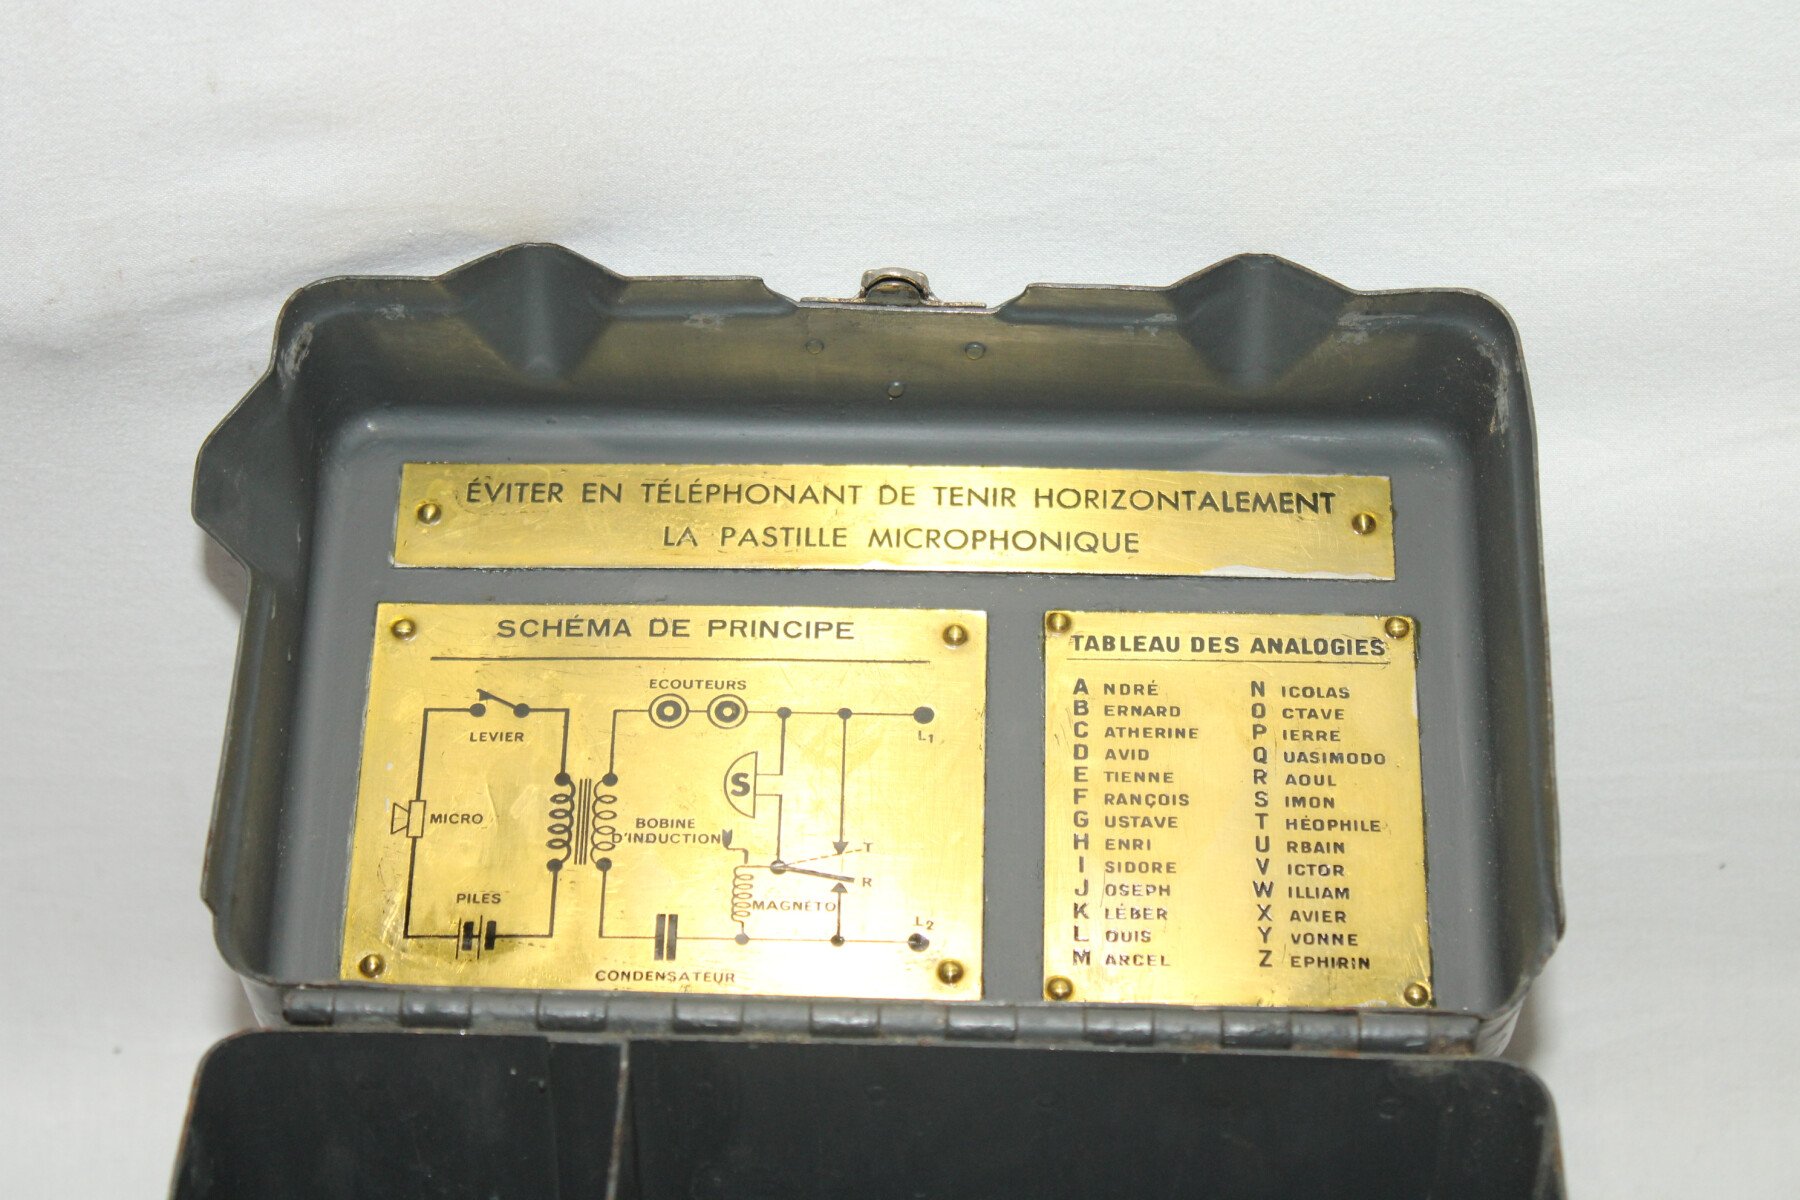 ÉVITER EN TÉLÉPHONANT DE TENIR HORIZONTALEMENT
LA PASTILLE MICROPHONIQUE
SCHÉMA DE PRINCIPE
ECOUTEURS
LEVIER
L1
S
MICRO
BOBINE
D'INDUCTION
T
R
PILES
MAGNÉTO
L2
CONDENSATEUR
TABLEAU DES ANALOGIES
A NDRÉ
B ERNARD
C ATHERINE
D AVID
E TIENNE
F RANÇOIS
G USTAVE
H ENRI
I SIDORE
J OSEPH
K LÉBER
L OUIS
M ARCEL
N ICOLAS
O CTAVE
P IERRE
Q UASIMODO
R AOUL
S IMON
T HÉOPHILE
U RBAIN
V ICTOR
W ILLIAM
X AVIER
Y VONNE
Z EPHIRIN